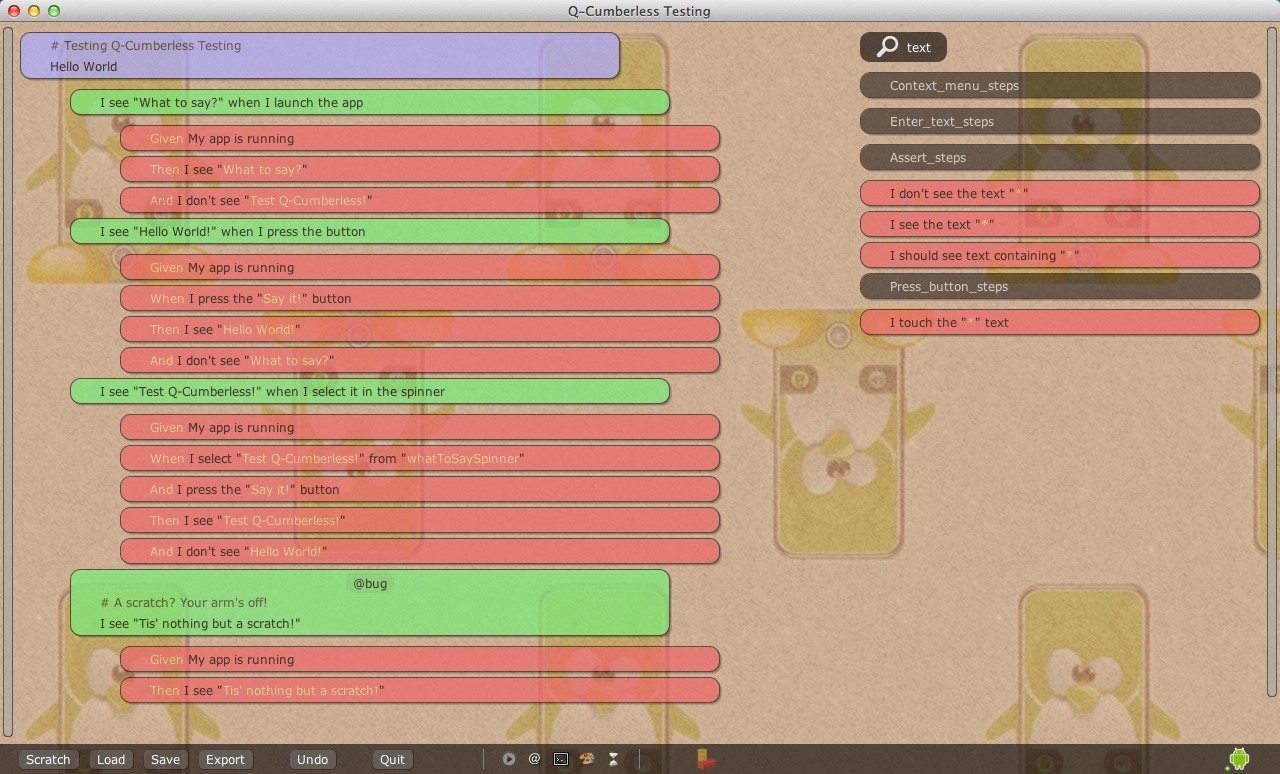 Q-Cumberless Testing
# Testing Q-Cumberless Testing
Hello World
I see "What to say?" when I launch the app
Given My app is running
Then I see "What to say?"
And I don't see "Test Q-Cumberless!"
I see "Hello World!" when I press the button
Given My app is running
When I press the "Say it!" button
Then I see "Hello World!"
And I don't see "What to say?"
I see "Test Q-Cumberless!" when I select it in the spinner
Given My app is running
When I select "Test Q-Cumberless!" from "whatToSaySpinner"
And I press the "Say it!" button
Then I see "Test Q-Cumberless!"
And I don't see "Hello World!"
@bug
# A scratch? Your arm's off!
I see "Tis' nothing but a scratch!"
Given My app is running
Then I see "Tis' nothing but a scratch!"
text
Context_menu_steps
Enter_text_steps
Assert_steps
I don't see the text "*"
I see the text "*"
I should see text containing "*"
Press_button_steps
I touch the "*" text
Scratch Load Save Export Undo Quit @